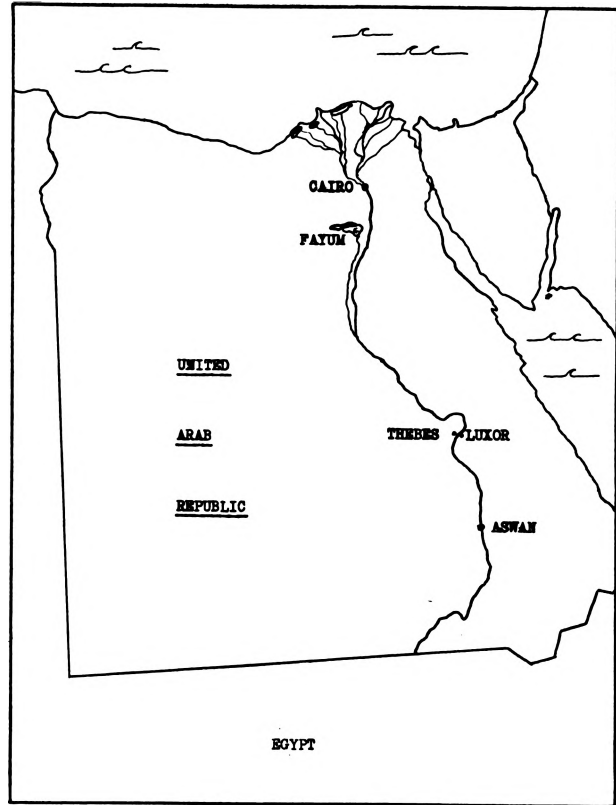 CAIRO
FAYUM
UNITED
THEBES LUXOR
ARAB
REPUBLIC
ASWAN
EGYPT